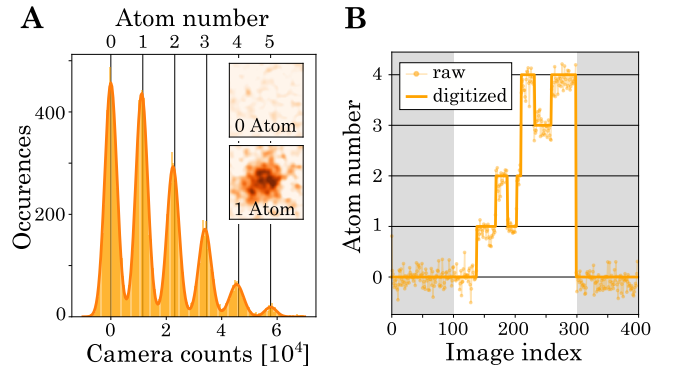 A
Atom number
0 1 2 3 4 5
Occurences
400
200
0
0 Atom
1 Atom
0 2 4 6
Camera counts [10⁴]
B
Atom number
4
3
2
1
0
raw
digitized
0 100 200 300 400
Image index